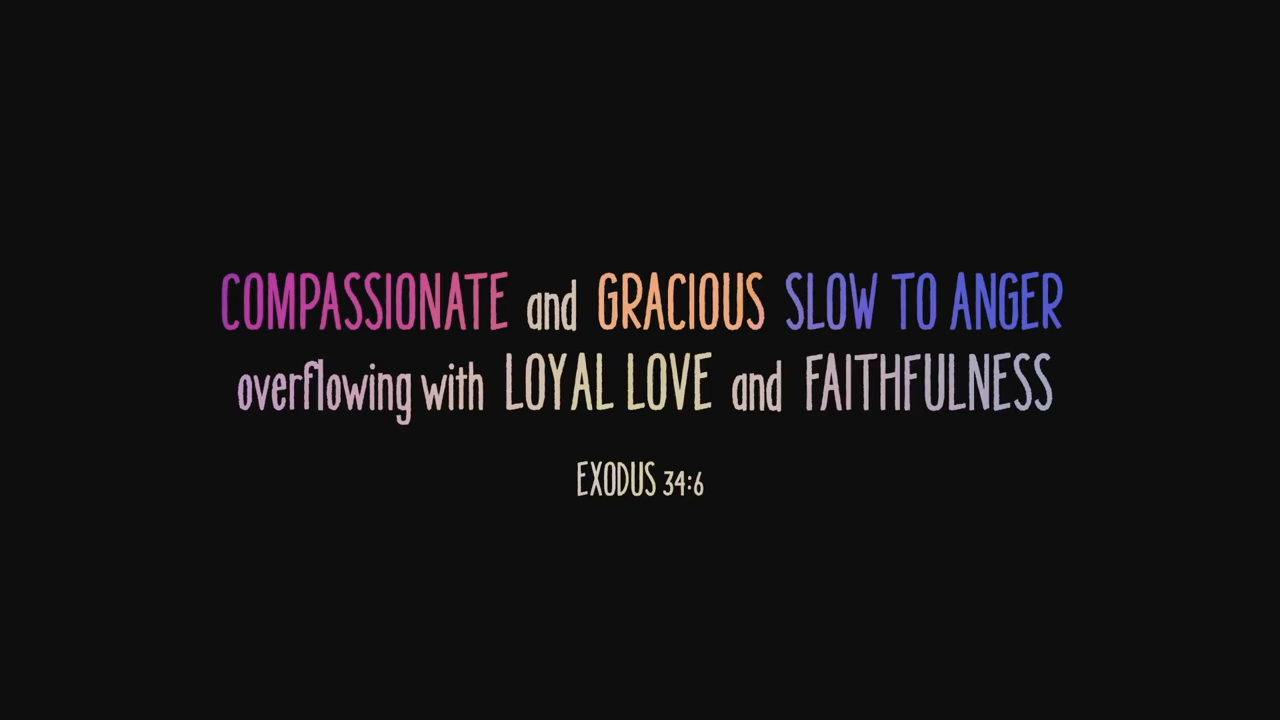 COMPASSIONATE and GRACIOUS SLOW TO ANGER
overflowing with LOYAL LOVE and FAITHFULNESS
EXODUS 34:6